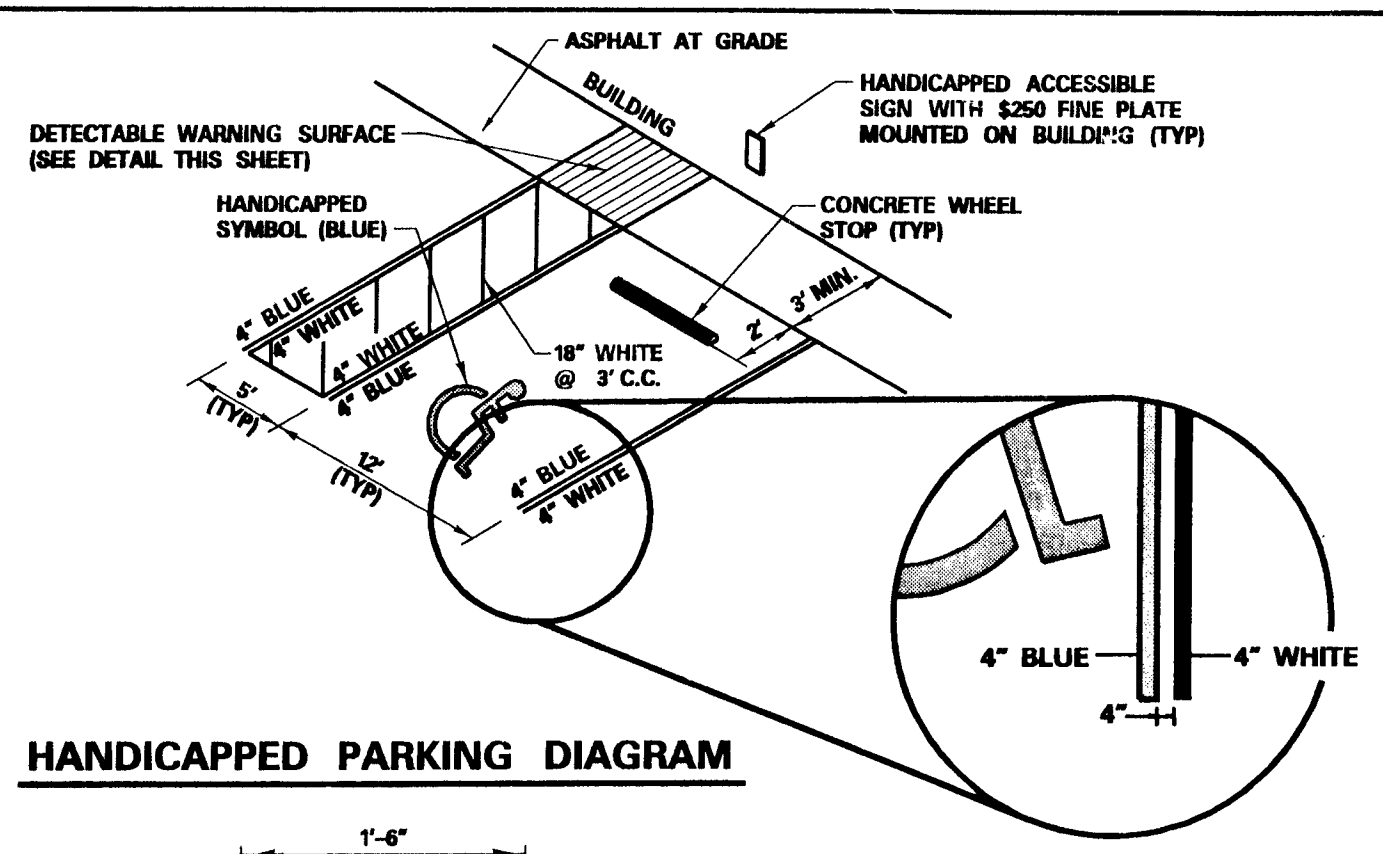 ASPHALT AT GRADE
BUILDING
HANDICAPPED ACCESSIBLE
SIGN WITH $250 FINE PLATE
MOUNTED ON BUILDING (TYP)
DETECTABLE WARNING SURFACE
(SEE DETAIL THIS SHEET)
HANDICAPPED
SYMBOL (BLUE)
CONCRETE WHEEL
STOP (TYP)
3' MIN.
2'
4" BLUE
4" WHITE
4" WHITE
4" BLUE
18" WHITE
@ 3' C.C.
5'
(TYP)
12'
(TYP)
4" BLUE
4" WHITE
4" BLUE
4" WHITE
4"
HANDICAPPED PARKING DIAGRAM
1'-6"